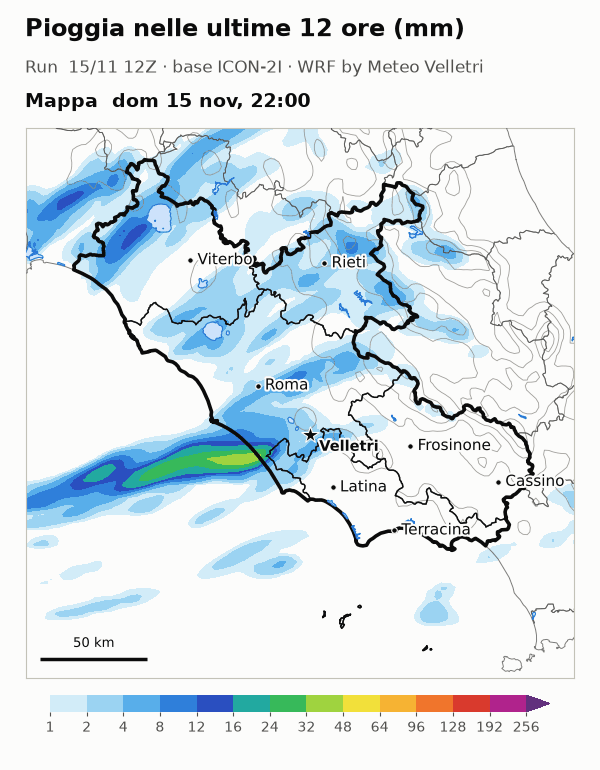 Pioggia nelle ultime 12 ore (mm)
Run 15/11 12Z · base ICON-2I · WRF by Meteo Velletri
Mappa dom 15 nov, 22:00
Viterbo
Rieti
Roma
Velletri
Frosinone
Cassino
Latina
Terracina
50 km
1 2 4 8 12 16 24 32 48 64 96 128 192 256